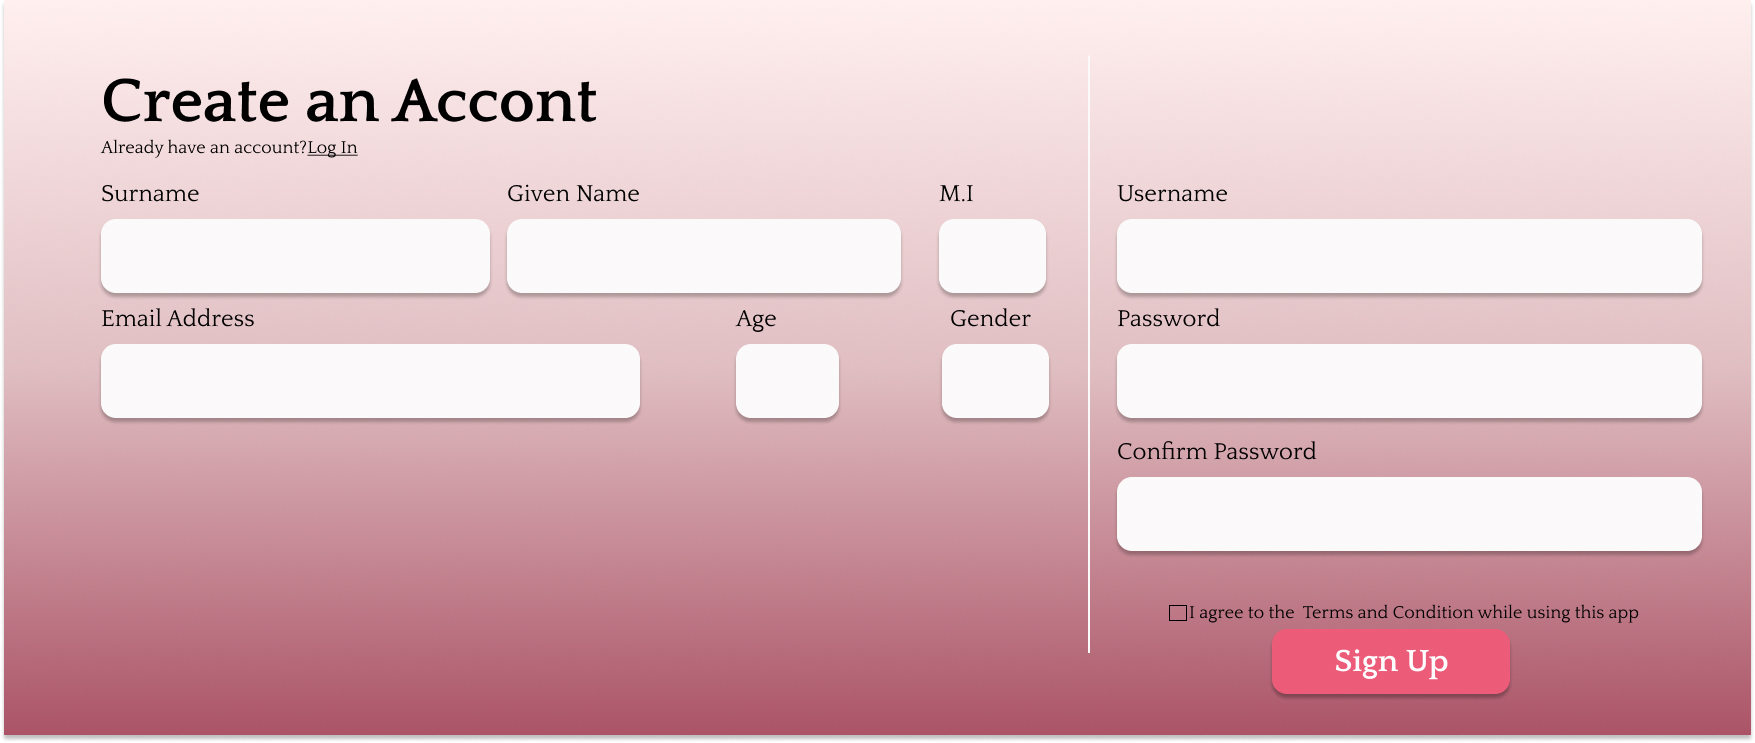 Create an Accont
Already have an account?Log In
Surname
Given Name
M.I
Email Address
Age
Gender
Username
Password
Confirm Password
I agree to the  Terms and Condition while using this app
Sign Up